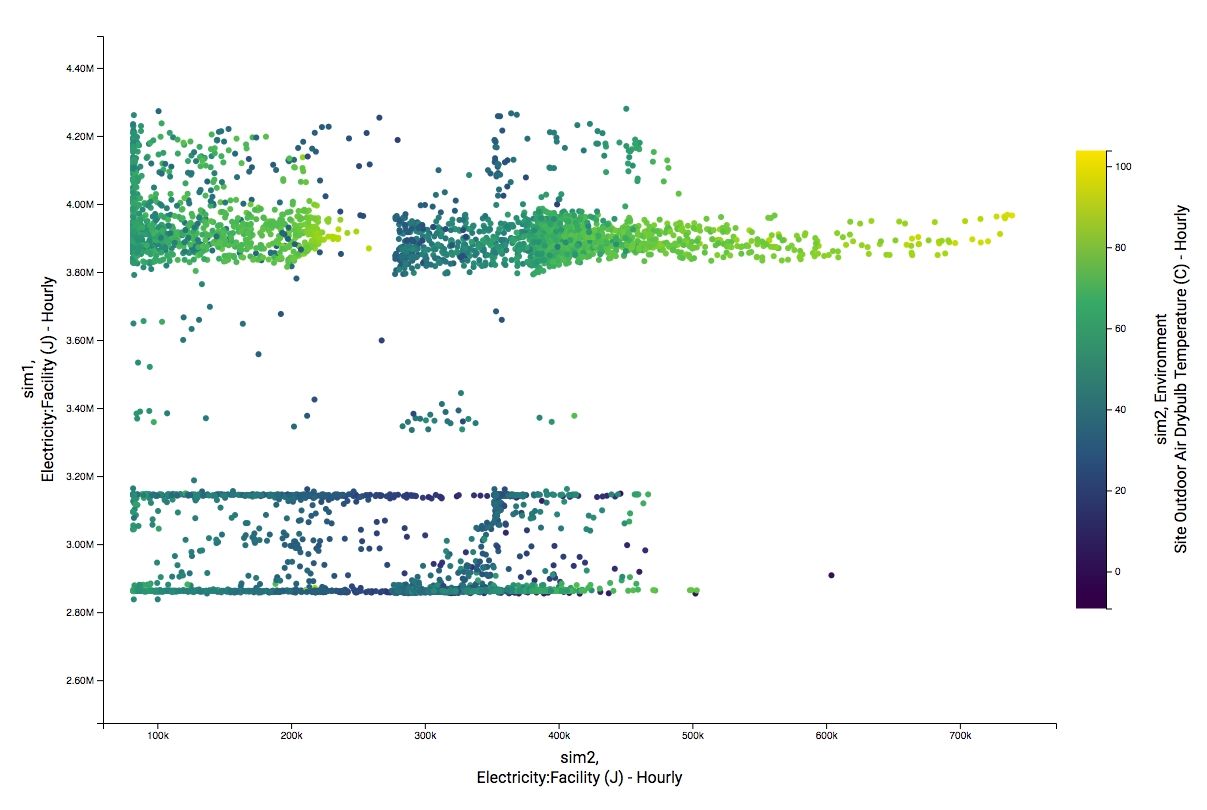 4.40M
4.20M
4.00M
3.80M
3.60M
3.40M
3.20M
3.00M
2.80M
2.60M
sim1,
Electricity:Facility (J) - Hourly
100k
200k
300k
400k
500k
600k
700k
sim2,
Electricity:Facility (J) - Hourly
100
80
60
40
20
0
sim2, Environment
Site Outdoor Air Drybulb Temperature (C) - Hourly